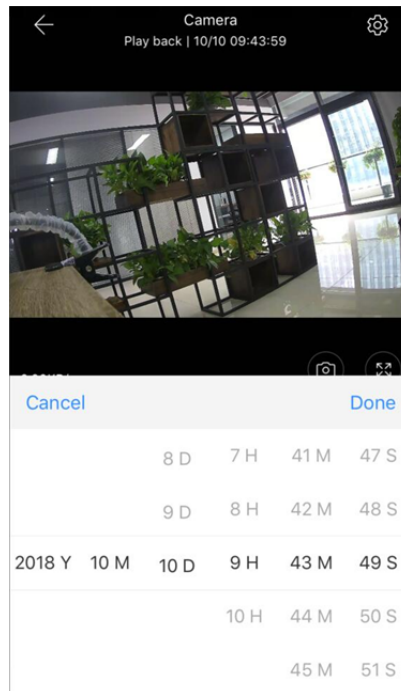 Camera
Play back | 10/10 09:43:59
Cancel Done
8 D 7 H 41 M 47 S
9 D 8 H 42 M 48 S
2018 Y 10 M 10 D 9 H 43 M 49 S
10 H 44 M 50 S
45 M 51 S